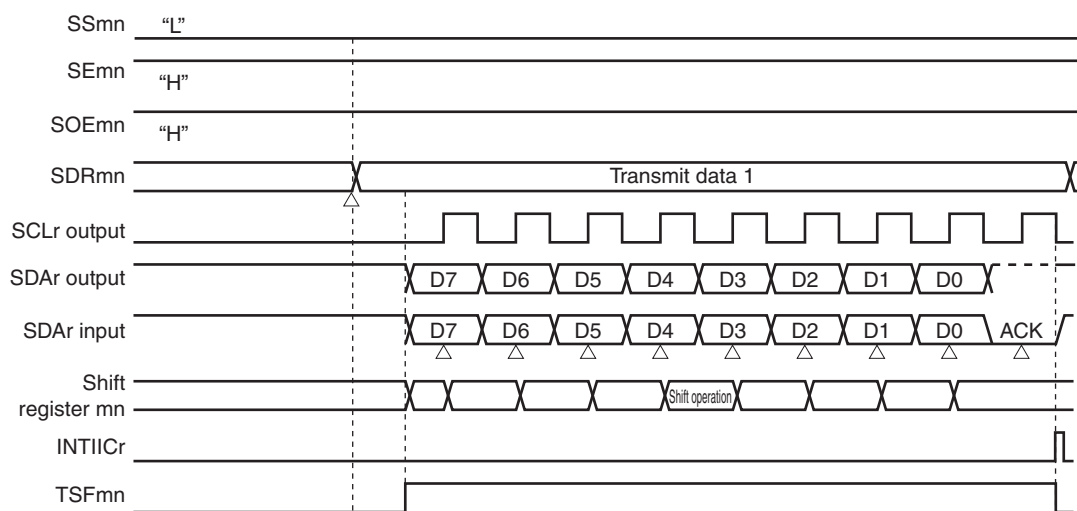 SSmn “L”
SEmn “H”
SOEmn “H”
SDRmn Transmit data 1
SCLr output
SDAr output D7 D6 D5 D4 D3 D2 D1 D0
SDAr input D7 D6 D5 D4 D3 D2 D1 D0 ACK
Shift
register mn Shift operation
INTIICr
TSFmn